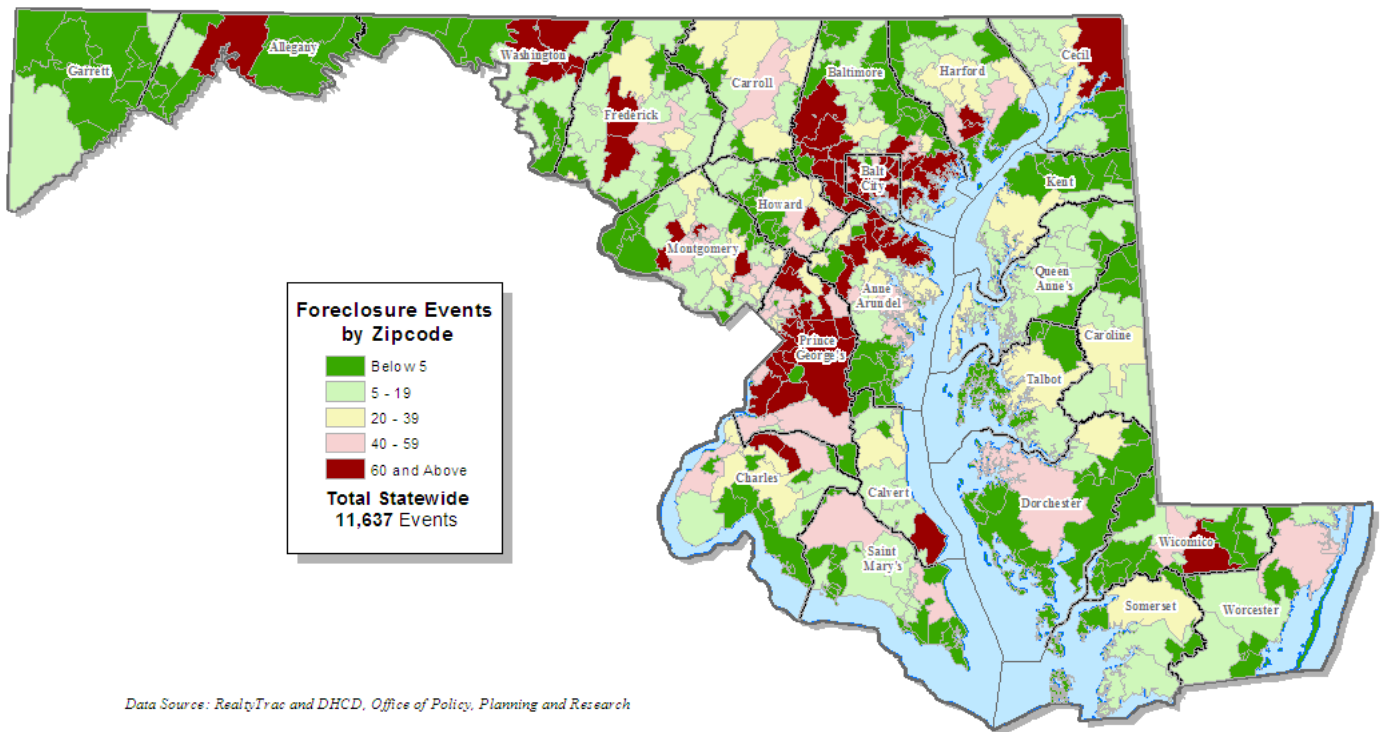 Garrett
Allegany
Washington
Frederick
Carroll
Baltimore
Harford
Cecil
Balt
City
Kent
Howard
Montgomery
Anne
Arundel
Queen
Anne's
Prince
George's
Caroline
Talbot
Charles
Calvert
Dorchester
Saint
Mary's
Wicomico
Somerset
Worcester
Foreclosure Events
by Zipcode
Below 5
5 - 19
20 - 39
40 - 59
60 and Above
Total Statewide
11,637 Events
Data Source: RealtyTrac and DHCD, Office of Policy, Planning and Research